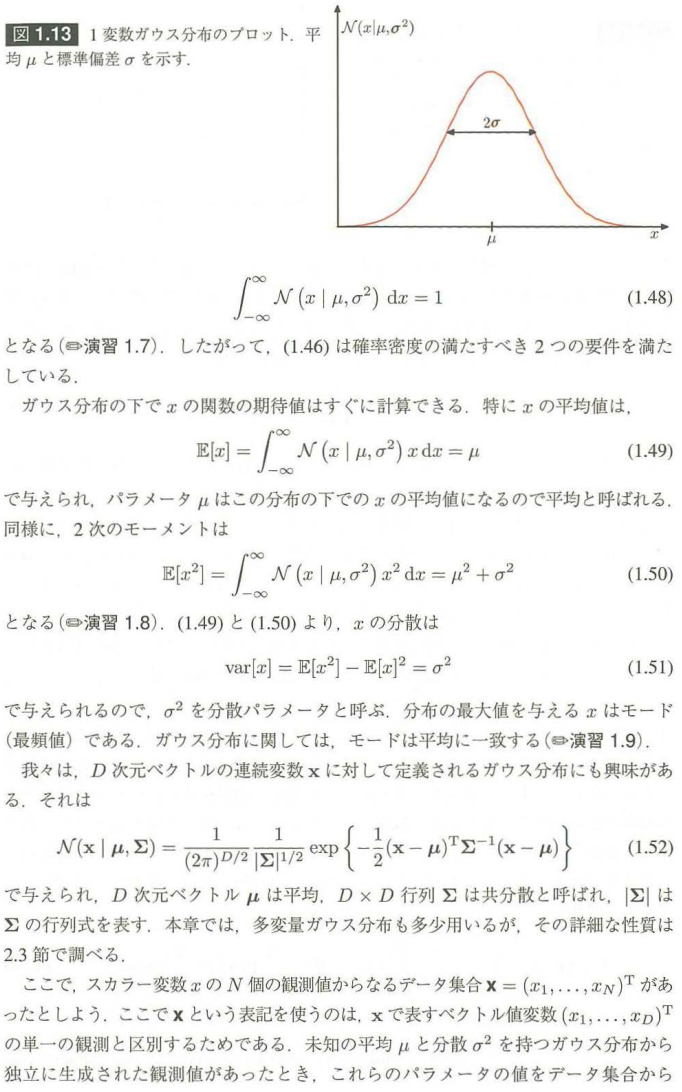 図 1.13 1 変数ガウス分布のプロット．平
均 μ と標準偏差 σ を示す．
N(x|μ,σ²)
2σ
μ
x
∫_{-∞}^{∞} N(x | μ, σ²) dx = 1 (1.48)
となる(✏演習 1.7)．したがって，(1.46) は確率密度の満たすべき 2 つの要件を満た
している．
ガウス分布の下で x の関数の期待値はすぐに計算できる．特に x の平均値は，
𝔼[x] = ∫_{-∞}^{∞} N(x | μ, σ²) x dx = μ (1.49)
で与えられ，パラメータ μ はこの分布の下での x の平均値になるので平均と呼ばれる．
同様に，2 次のモーメントは
𝔼[x²] = ∫_{-∞}^{∞} N(x | μ, σ²) x² dx = μ² + σ² (1.50)
となる(✏演習 1.8)．(1.49) と (1.50) より，x の分散は
var[x] = 𝔼[x²] − 𝔼[x]² = σ² (1.51)
で与えられるので，σ² を分散パラメータと呼ぶ．分布の最大値を与える x はモード
（最頻値）である．ガウス分布に関しては，モードは平均に一致する(✏演習 1.9)．
我々は，D 次元ベクトルの連続変数 𝐱 に対して定義されるガウス分布にも興味があ
る．それは
N(𝐱 | 𝛍, 𝚺) = 1/(2π)^{D/2} 1/|𝚺|^{1/2} exp{−1/2(𝐱 − 𝛍)^T 𝚺^{−1}(𝐱 − 𝛍)} (1.52)
で与えられ，D 次元ベクトル 𝛍 は平均，D × D 行列 𝚺 は共分散と呼ばれ，|𝚺| は
𝚺 の行列式を表す．本章では，多変量ガウス分布も多少用いるが，その詳細な性質は
2.3 節で調べる．
ここで，スカラー変数 x の N 個の観測値からなるデータ集合 𝘅 = (x₁,...,x_N)^T があ
ったとしよう．ここで 𝘅 という表記を使うのは，𝐱 で表すベクトル値変数 (x₁,...,x_D)^T
の単一の観測と区別するためである．未知の平均 μ と分散 σ² を持つガウス分布から
独立に生成された観測値があったとき，これらのパラメータの値をデータ集合から